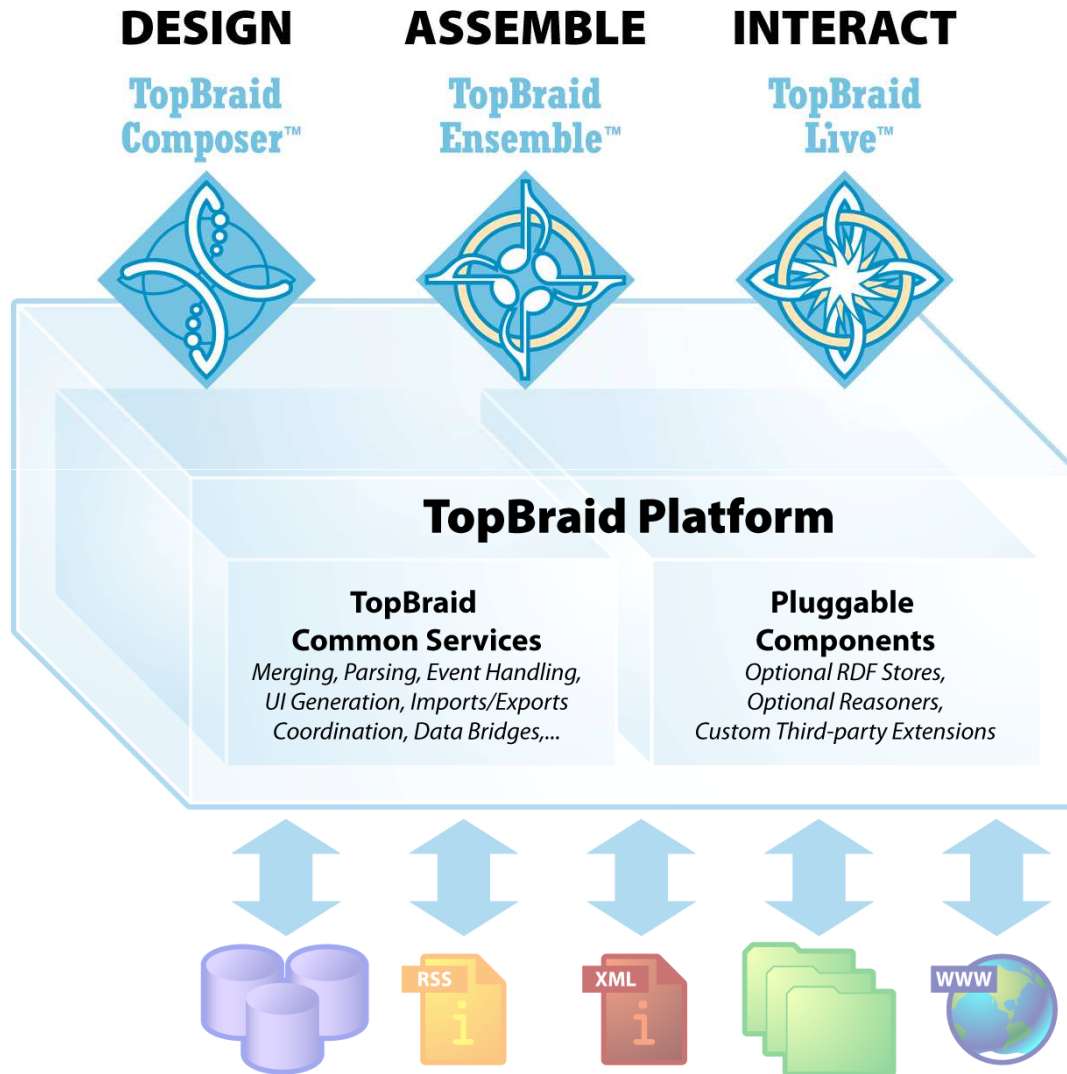 DESIGN
ASSEMBLE
INTERACT
TopBraid
Composer™
TopBraid
Ensemble™
TopBraid
Live™
TopBraid Platform
TopBraid
Common Services
Merging, Parsing, Event Handling,
UI Generation, Imports/Exports
Coordination, Data Bridges,...
Pluggable
Components
Optional RDF Stores,
Optional Reasoners,
Custom Third-party Extensions
RSS
i
XML
i
WWW